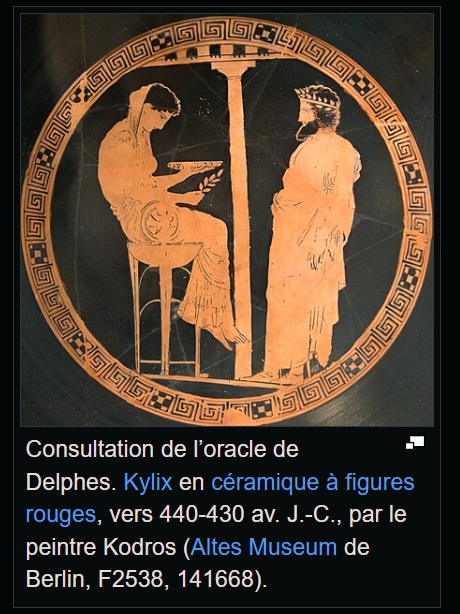 Consultation de l’oracle de
Delphes. Kylix en céramique à figures
rouges, vers 440-430 av. J.-C., par le
peintre Kodros (Altes Museum de
Berlin, F2538, 141668).